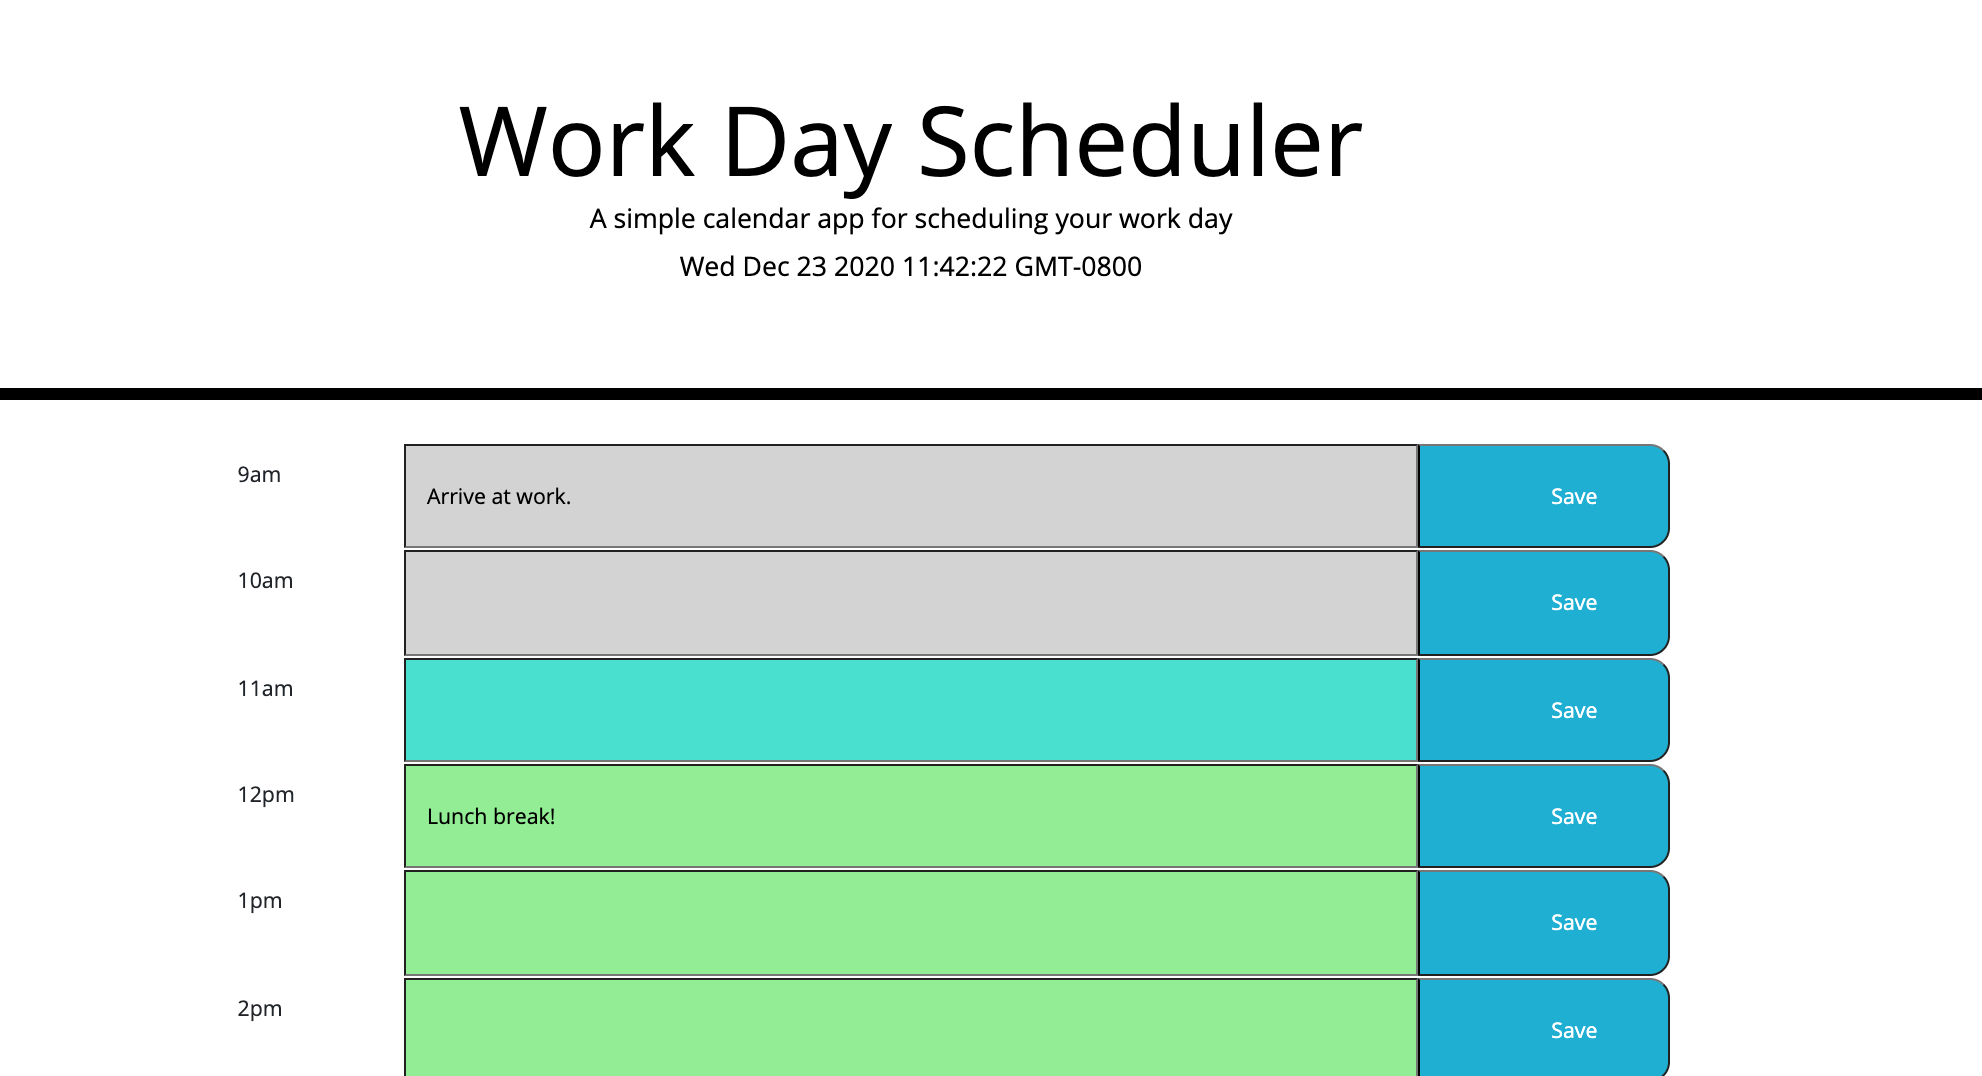 Work Day Scheduler
A simple calendar app for scheduling your work day
Wed Dec 23 2020 11:42:22 GMT-0800
9am Arrive at work. Save
10am Save
11am Save
12pm Lunch break! Save
1pm Save
2pm Save